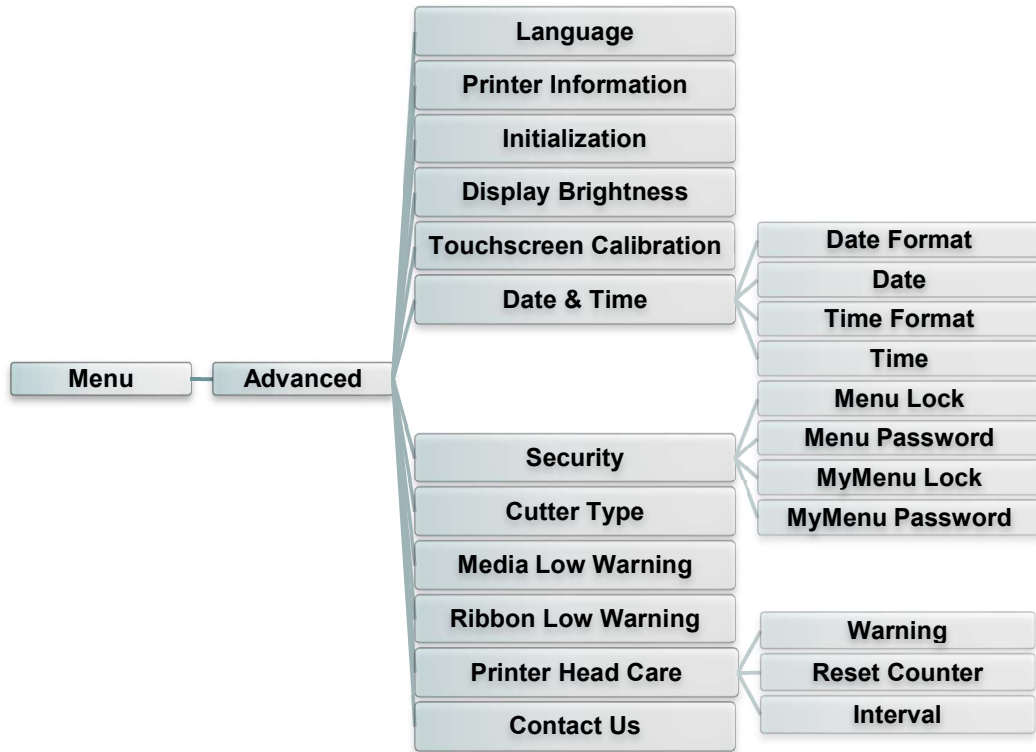 Menu
Advanced
Language
Printer Information
Initialization
Display Brightness
Touchscreen Calibration
Date & Time
Date Format
Date
Time Format
Time
Security
Menu Lock
Menu Password
MyMenu Lock
MyMenu Password
Cutter Type
Media Low Warning
Ribbon Low Warning
Printer Head Care
Warning
Reset Counter
Interval
Contact Us